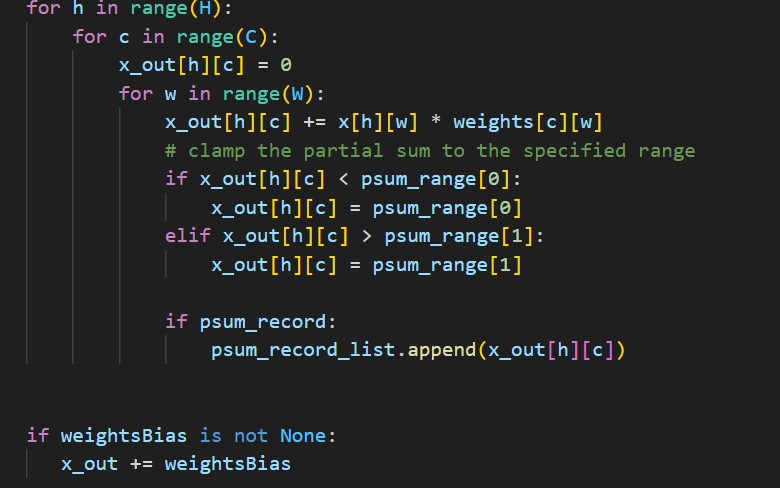 for h in range(H):
    for c in range(C):
        x_out[h][c] = 0
        for w in range(W):
            x_out[h][c] += x[h][w] * weights[c][w]
            # clamp the partial sum to the specified range
            if x_out[h][c] < psum_range[0]:
                x_out[h][c] = psum_range[0]
            elif x_out[h][c] > psum_range[1]:
                x_out[h][c] = psum_range[1]
            if psum_record:
                psum_record_list.append(x_out[h][c])
if weightsBias is not None:
   x_out += weightsBias